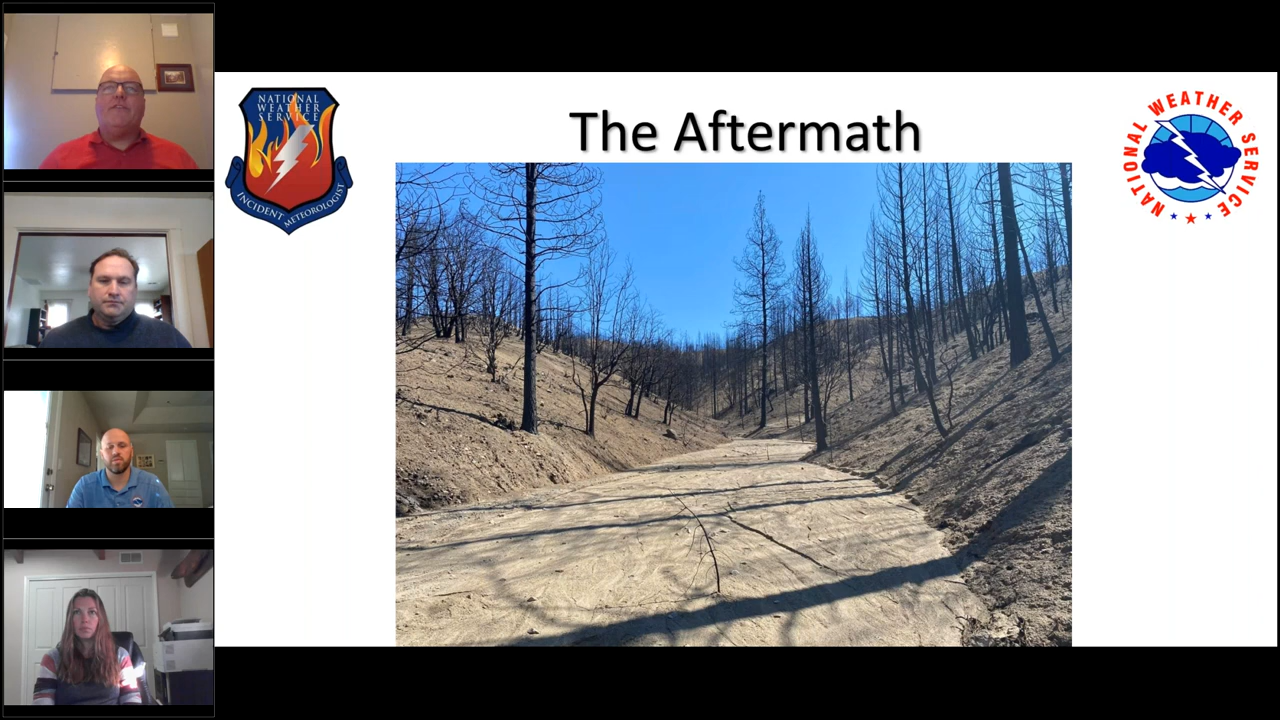 NATIONAL
WEATHER
SERVICE
INCIDENT METEOROLOGIST
The Aftermath
NATIONAL WEATHER SERVICE